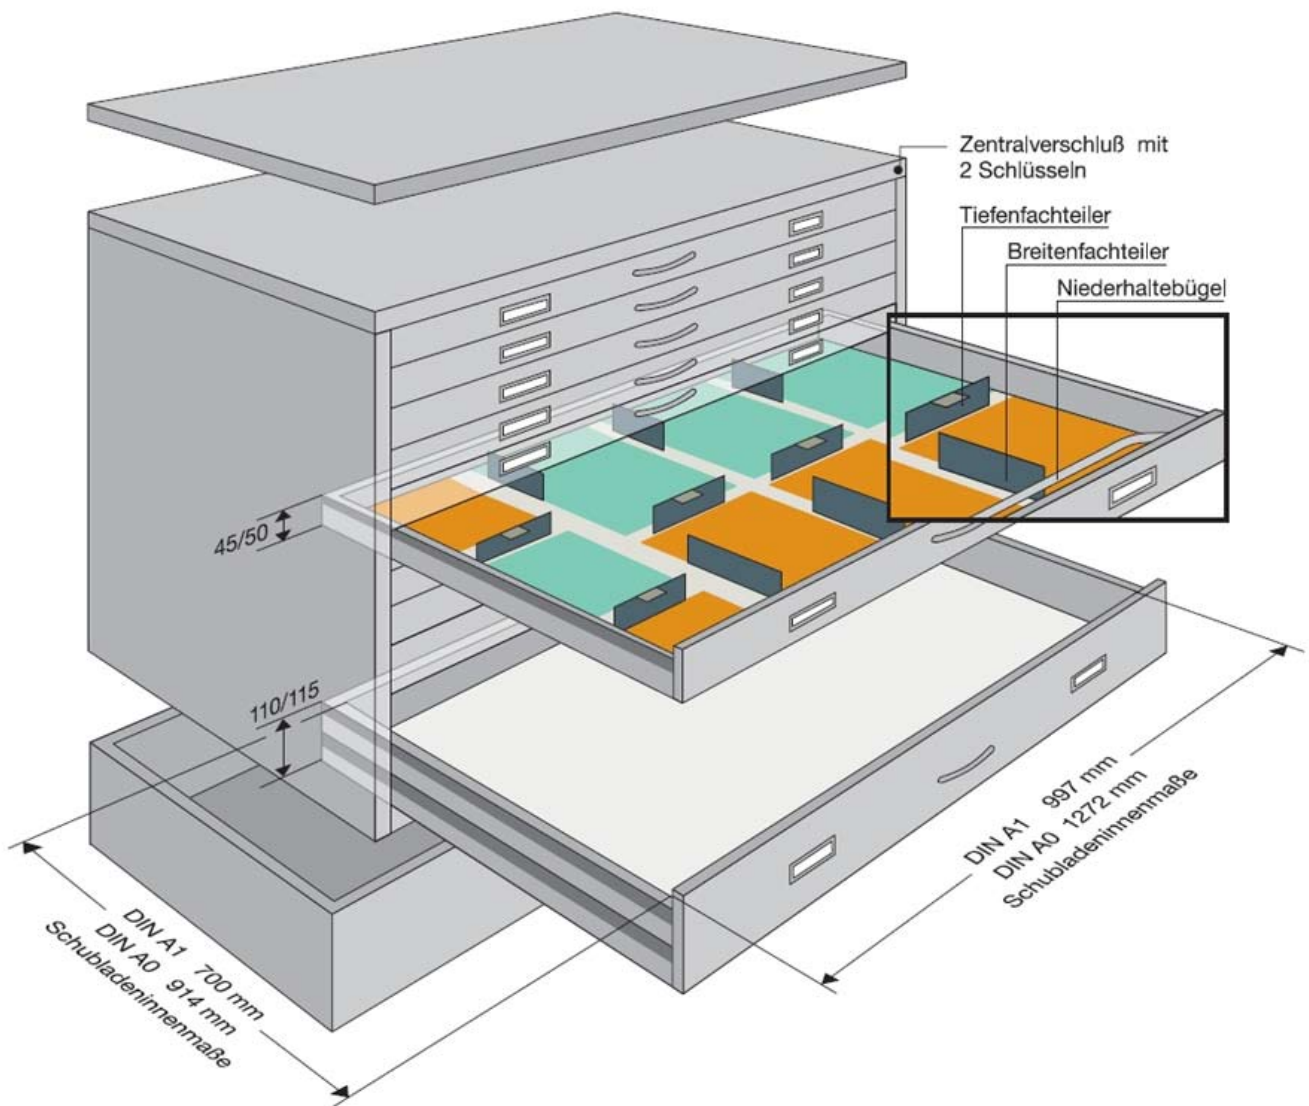 Zentralverschluß mit
2 Schlüsseln
Tiefenfachteiler
Breitenfachteiler
Niederhaltebügel
45/50
110/115
DIN A1 997 mm
DIN A0 1272 mm
Schubladeninnenmaße
DIN A1 700 mm
DIN A0 914 mm
Schubladeninnenmaße